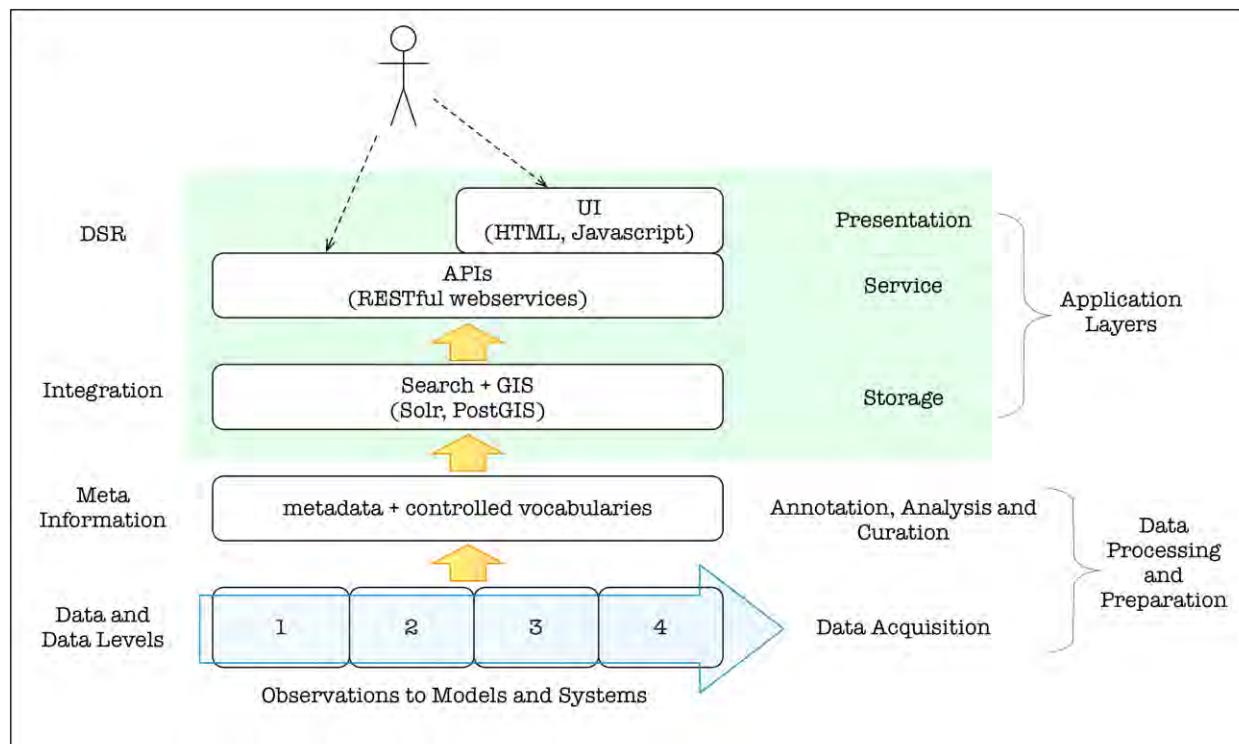 UI
(HTML, Javascript)
DSR
Presentation
APIs
(RESTful webservices)
Service
Application
Layers
Integration
Search + GIS
(Solr, PostGIS)
Storage
Meta
Information
metadata + controlled vocabularies
Annotation, Analysis and
Curation
Data
Processing
and
Preparation
Data and
Data Levels
1 2 3 4
Data Acquisition
Observations to Models and Systems